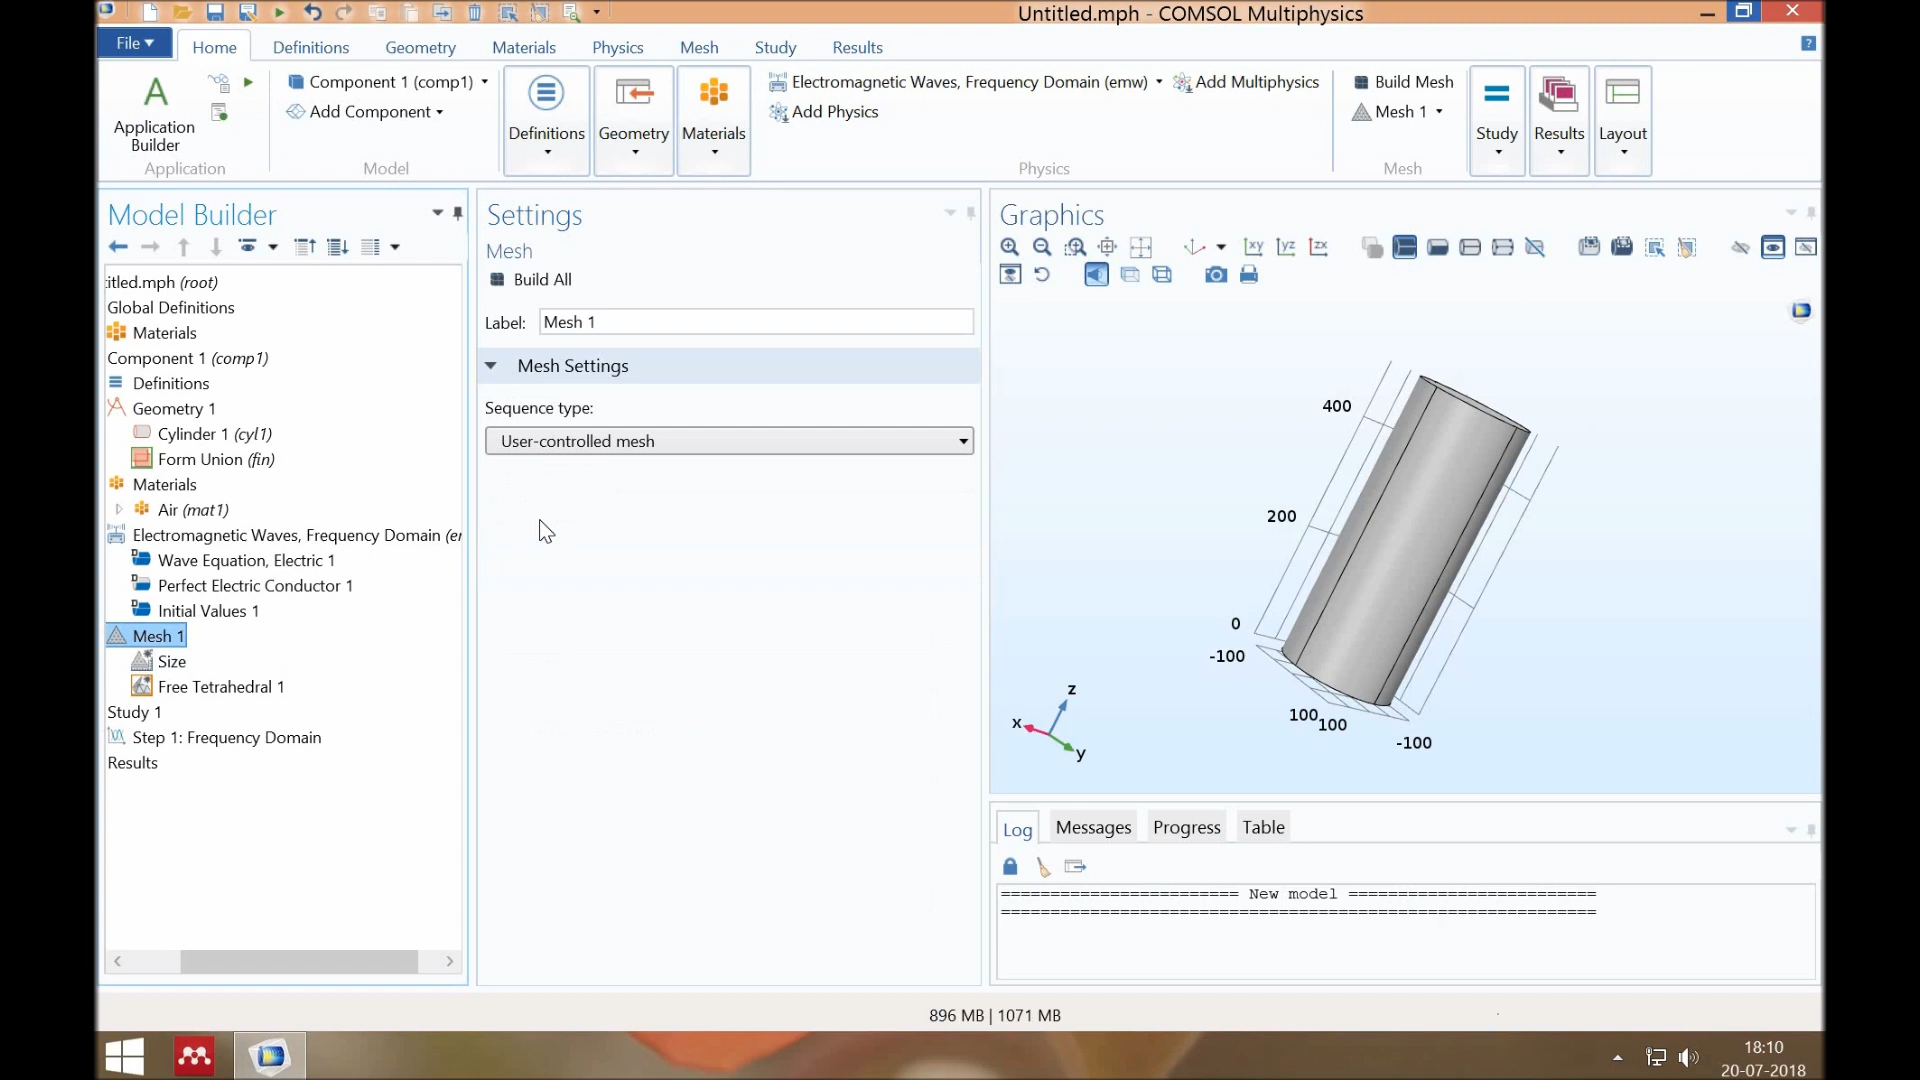 Untitled.mph - COMSOL Multiphysics
File
Home
Definitions
Geometry
Materials
Physics
Mesh
Study
Results
?
A
Application
Builder
Application
Component 1 (comp1)
Add Component
Model
Definitions
Geometry
Materials
Electromagnetic Waves, Frequency Domain (emw)
Add Multiphysics
Add Physics
Physics
Build Mesh
Mesh 1
Mesh
Study
Results
Layout
Model Builder
itled.mph (root)
Global Definitions
Materials
Component 1 (comp1)
Definitions
Geometry 1
Cylinder 1 (cyl1)
Form Union (fin)
Materials
Air (mat1)
Electromagnetic Waves, Frequency Domain (er
Wave Equation, Electric 1
Perfect Electric Conductor 1
Initial Values 1
Mesh 1
Size
Free Tetrahedral 1
Study 1
Step 1: Frequency Domain
Results
Settings
Mesh
Build All
Label: Mesh 1
Mesh Settings
Sequence type:
User-controlled mesh
Graphics
xy
yz
zx
400
200
0
-100
100
100
-100
z
x
y
Log
Messages
Progress
Table
======================== New model =========================
============================================================
896 MB | 1071 MB
18:10
20-07-2018